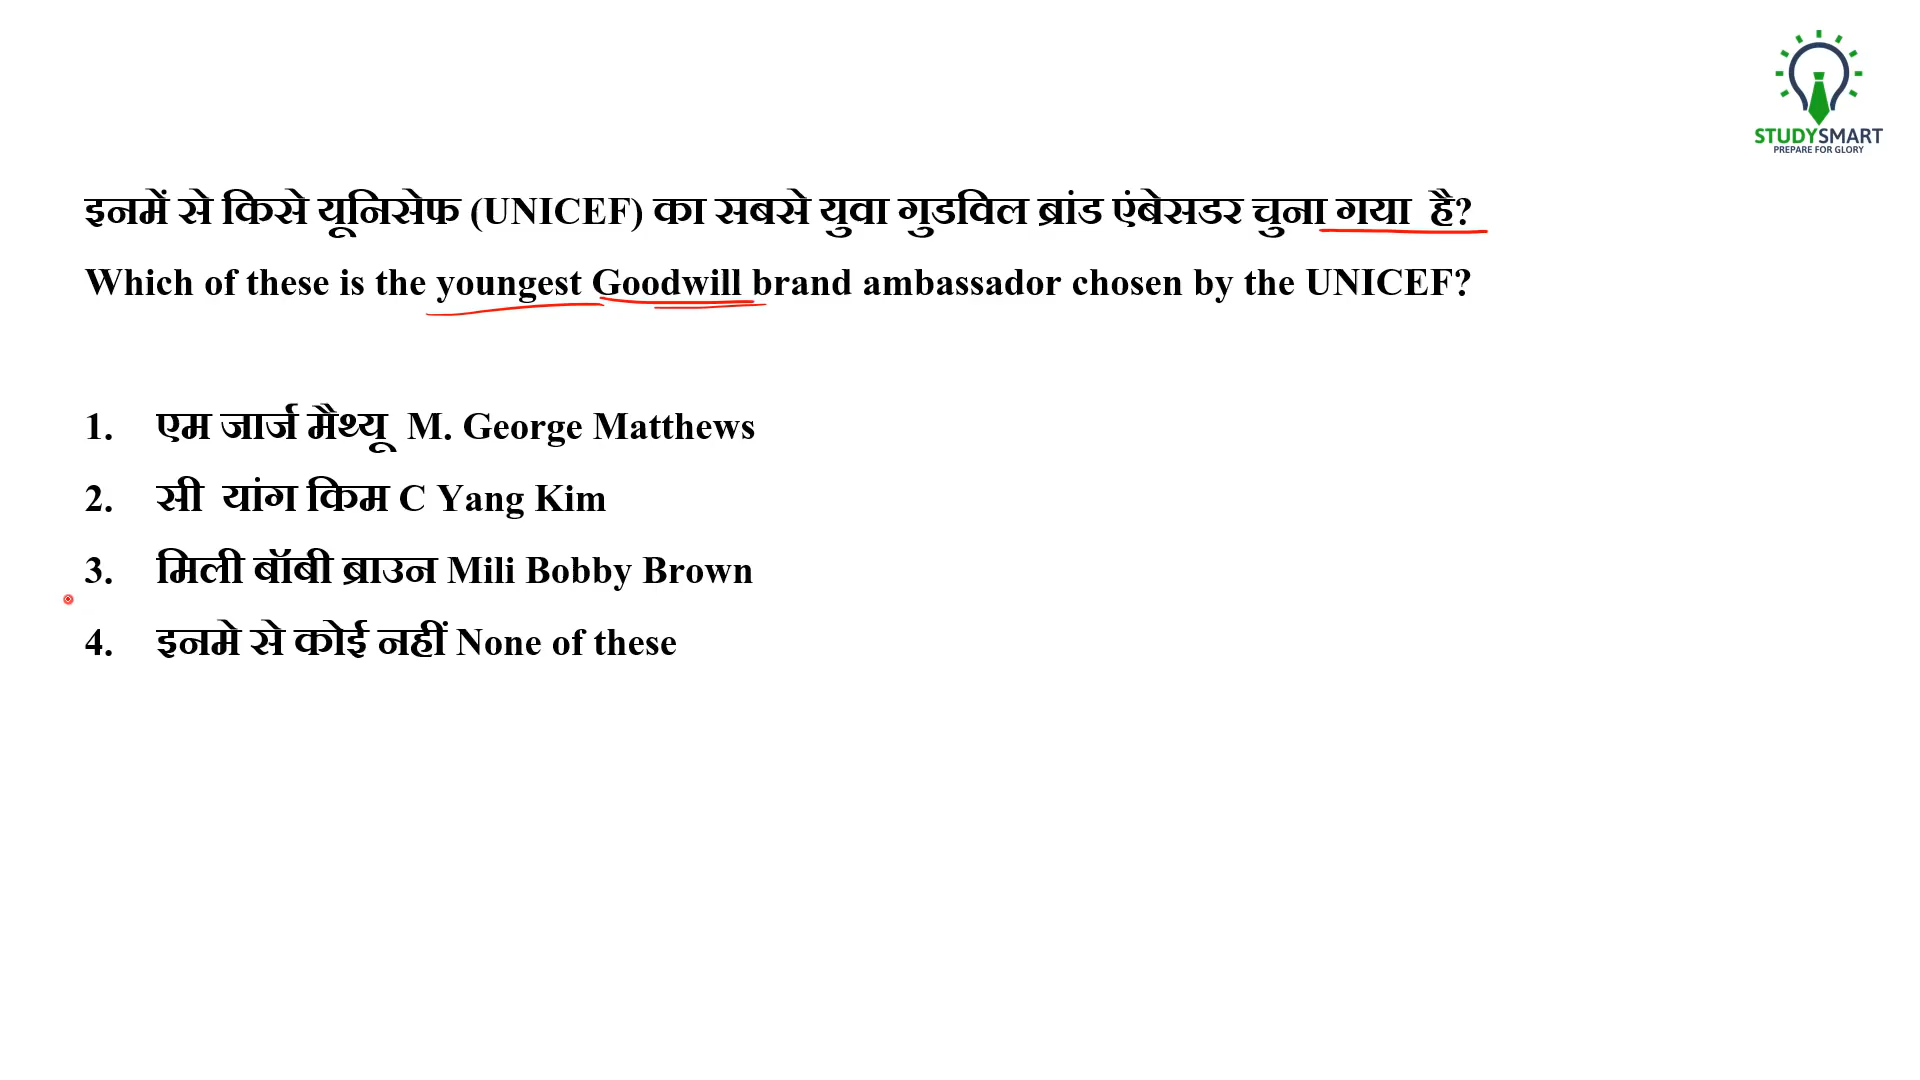 STUDYSMART
PREPARE FOR GLORY
इनमें से किसे यूनिसेफ (UNICEF) का सबसे युवा गुडविल ब्रांड एंबेसडर चुना गया है?
Which of these is the youngest Goodwill brand ambassador chosen by the UNICEF?
1. एम जार्ज मैथ्यू M. George Matthews
2. सी यांग किम C Yang Kim
3. मिली बॉबी ब्राउन Mili Bobby Brown
4. इनमे से कोई नहीं None of these